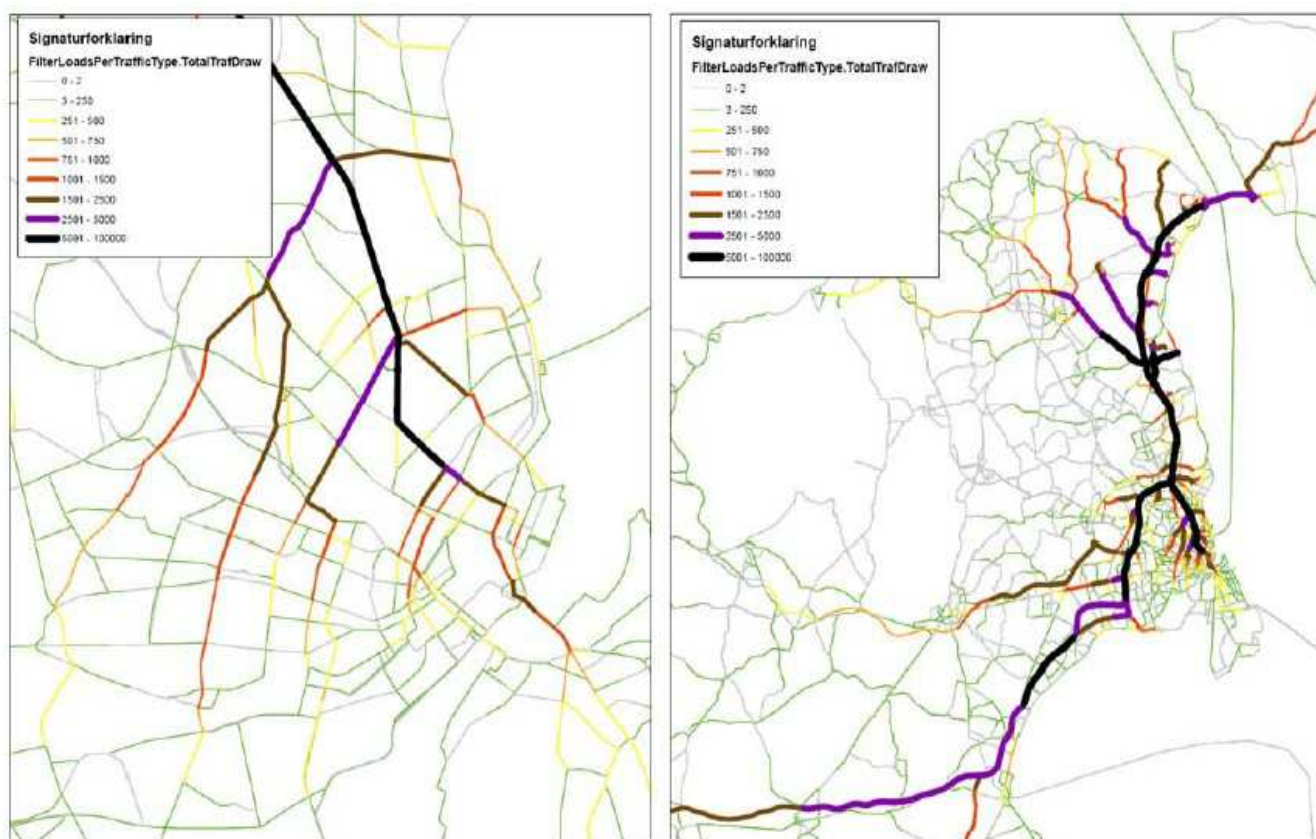 Signaturforklaring
FilterLoadsPerTrafficType.TotalTrafDraw
0 - 2
3 - 250
251 - 500
501 - 750
751 - 1000
1001 - 1500
1501 - 2500
2501 - 5000
5001 - 100000
Signaturforklaring
FilterLoadsPerTrafficType.TotalTrafDraw
0 - 2
3 - 250
251 - 500
501 - 750
751 - 1000
1001 - 1500
1501 - 2500
2501 - 5000
5001 - 100000